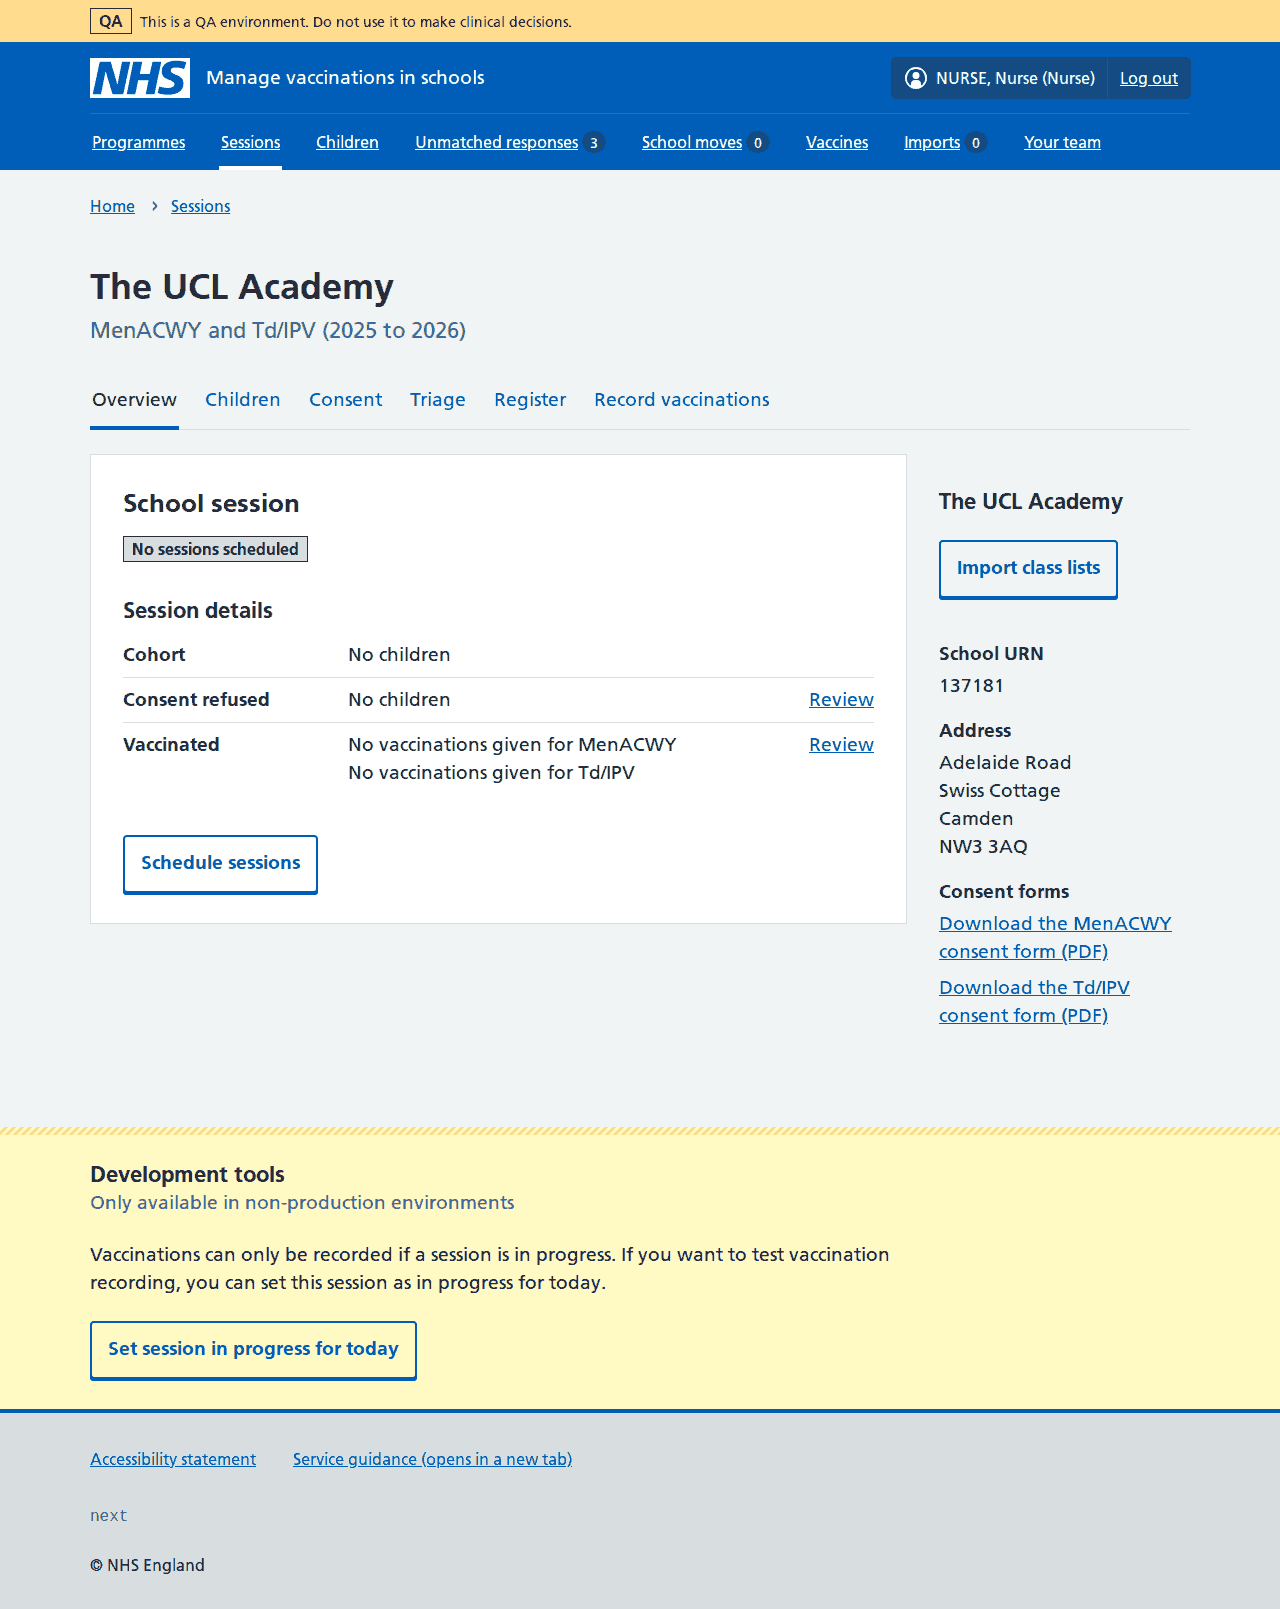 QA This is a QA environment. Do not use it to make clinical decisions.
NHS Manage vaccinations in schools NURSE, Nurse (Nurse) Log out
Programmes Sessions Children Unmatched responses 3 School moves 0 Vaccines Imports 0 Your team
Home › Sessions
The UCL Academy
MenACWY and Td/IPV (2025 to 2026)
Overview Children Consent Triage Register Record vaccinations
School session
No sessions scheduled
Session details
Cohort No children
Consent refused No children Review
Vaccinated No vaccinations given for MenACWY Review
No vaccinations given for Td/IPV
Schedule sessions
The UCL Academy
Import class lists
School URN
137181
Address
Adelaide Road
Swiss Cottage
Camden
NW3 3AQ
Consent forms
Download the MenACWY
consent form (PDF)
Download the Td/IPV
consent form (PDF)
Development tools
Only available in non-production environments
Vaccinations can only be recorded if a session is in progress. If you want to test vaccination
recording, you can set this session as in progress for today.
Set session in progress for today
Accessibility statement Service guidance (opens in a new tab)
next
© NHS England